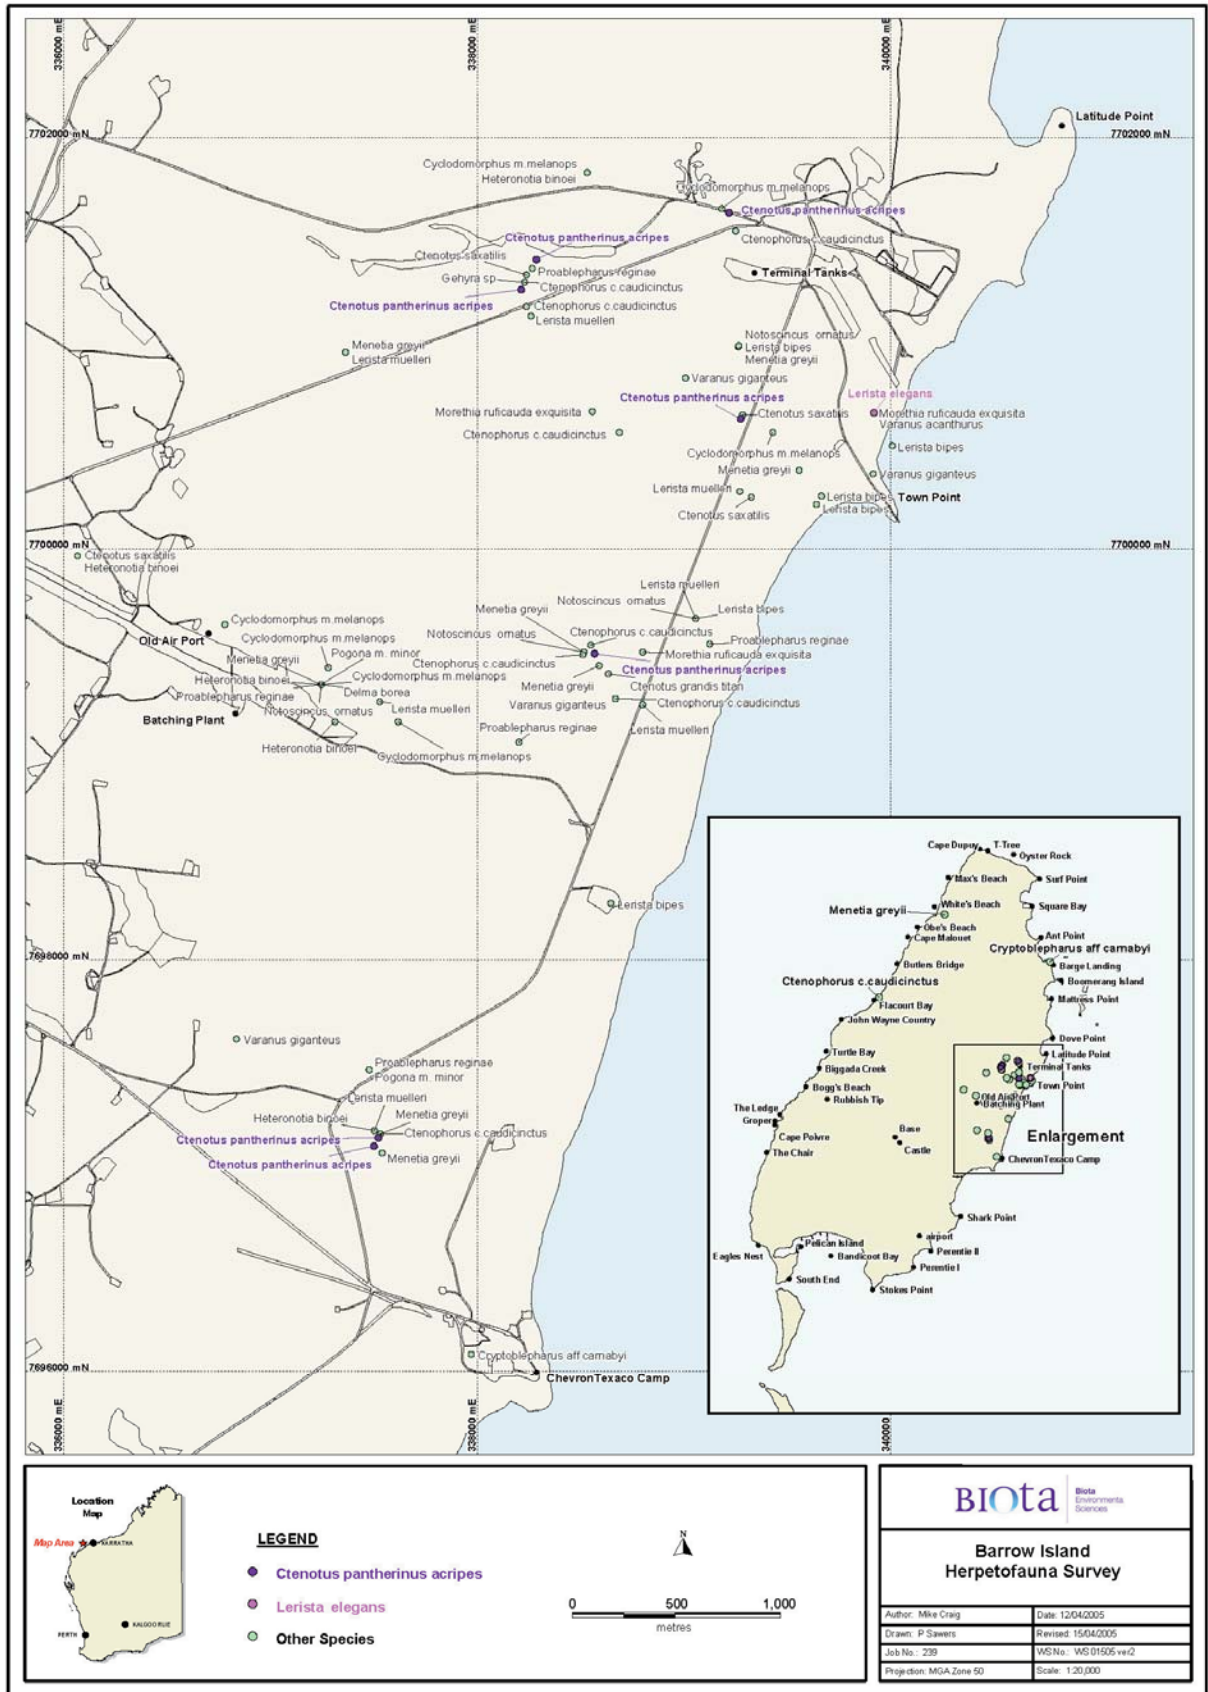 336000 mE
338000 mE
340000 mE
Latitude Point
7702000 mN
7702000 mN
Cyclodomorphus m.melanops
Heteronotia binoei
Cyclodomorphus m.melanops
Ctenotus pantherinus acripes
Ctenotus pantherinus acripes
Ctenophorus c.caudicinctus
Ctenotus saxatilis
Proablepharus reginae
Terminal Tanks
Gehyra sp
Ctenophorus c.caudicinctus
Ctenotus pantherinus acripes
Ctenophorus c.caudicinctus
Lerista muelleri
Notoscincus ornatus
Menetia greyii
Lerista bipes
Lerista muelleri
Menetia greyii
Varanus giganteus
Ctenotus pantherinus acripes
Lerista elegans
Morethia ruficauda exquisita
Ctenotus saxatilis
Morethia ruficauda exquisita
Varanus acanthurus
Ctenophorus c.caudicinctus
Cyclodomorphus m.melanops
Lerista bipes
Menetia greyii
Varanus giganteus
Lerista muelleri
Lerista bipes
Town Point
Ctenotus saxatilis
Lerista bipes
7700000 mN
7700000 mN
Ctenotus saxatilis
Heteronotia binoei
Lerista muelleri
Notoscincus ornatus
Menetia greyii
Lerista bipes
Cyclodomorphus m.melanops
Old Air Port
Cyclodomorphus m.melanops
Notoscincus ornatus
Ctenophorus c.caudicinctus
Proablepharus reginae
Menetia greyii
Pogona m. minor
Ctenophorus c.caudicinctus
Morethia ruficauda exquisita
Ctenotus pantherinus acripes
Heteronotia binoei
Cyclodomorphus m.melanops
Menetia greyii
Ctenotus grandis titan
Proablepharus reginae
Delma borea
Varanus giganteus
Ctenophorus c.caudicinctus
Batching Plant
Notoscincus ornatus
Lerista muelleri
Proablepharus reginae
Lerista muelleri
Heteronotia binoei
Cyclodomorphus m.melanops
Lerista bipes
7698000 mN
Varanus giganteus
Proablepharus reginae
Pogona m. minor
Lerista muelleri
Heteronotia binoei
Menetia greyii
Ctenotus pantherinus acripes
Ctenophorus c.caudicinctus
Ctenotus pantherinus acripes
Menetia greyii
Cryptoblepharus aff carnabyi
7696000 mN
ChevronTexaco Camp
336000 mE
338000 mE
340000 mE
Cape Dupuy
T-Tree
Oyster Rock
Max's Beach
Surf Point
Menetia greyii
White's Beach
Square Bay
Obe's Beach
Cape Malouet
Ant Point
Cryptoblepharus aff carnabyi
Butlers Bridge
Barge Landing
Boomerang Island
Ctenophorus c.caudicinctus
Flacourt Bay
Mattress Point
John Wayne Country
Dove Point
Turtle Bay
Latitude Point
Biggada Creek
Terminal Tanks
Bogg's Beach
Town Point
Rubbish Tip
Old Air Port
Batching Plant
The Ledge
Groper
Cape Poivre
Base
Castle
Enlargement
The Chair
ChevronTexaco Camp
Shark Point
airport
Eagles Nest
Pelican Island
Bandicoot Bay
Perentie II
Perentie I
South End
Stokes Point
Location
Map
Map Area
KARRATHA
KALGOORLIE
PERTH
LEGEND
Ctenotus pantherinus acripes
Lerista elegans
Other Species
N
0 500 1,000
metres
BIOta
Biota
Environmental
Sciences
Barrow Island
Herpetofauna Survey
Author: Mike Craig
Date: 12/04/2005
Drawn: P Sawers
Revised: 15/04/2005
Job No.: 239
WS No.: WS 01505 ver2
Projection: MGA Zone 50
Scale: 1:20,000